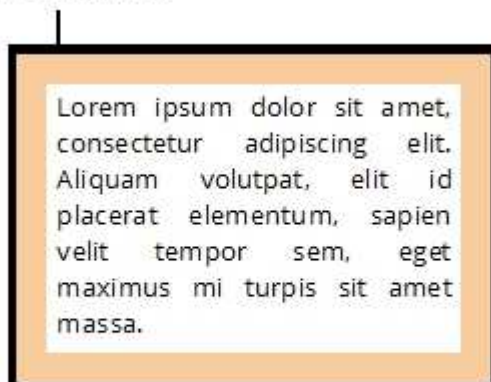 Lorem ipsum dolor sit amet,
consectetur adipiscing elit.
Aliquam volutpat, elit id
placerat elementum, sapien
velit tempor sem, eget
maximus mi turpis sit amet
massa.